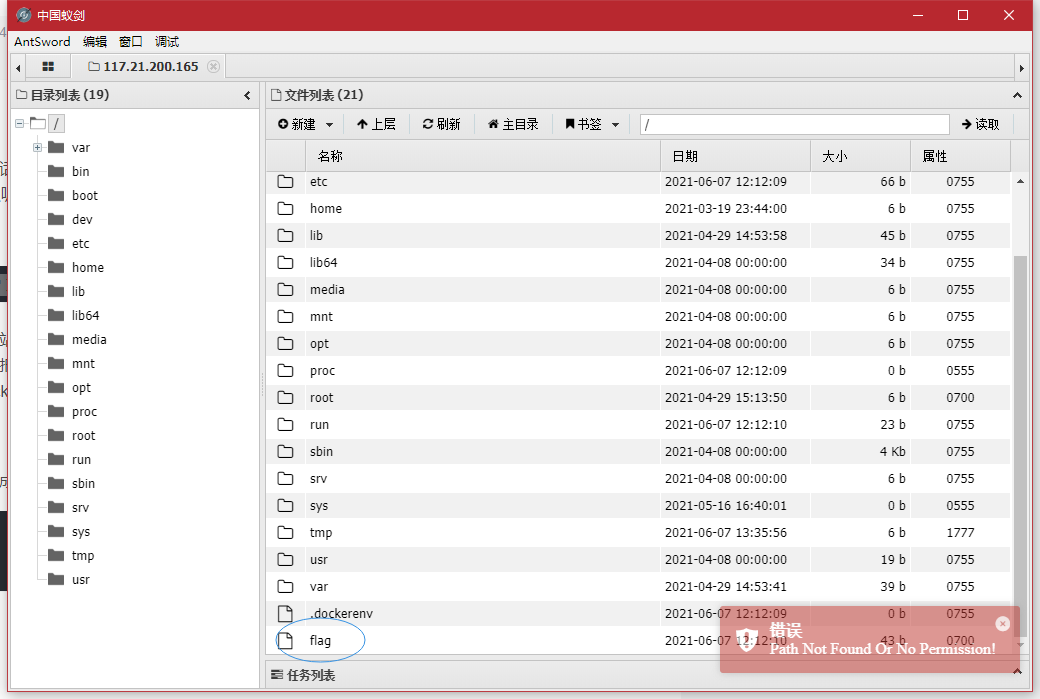 中国蚁剑
AntSword 编辑 窗口 调试
117.21.200.165
目录列表 (19)
/
var
bin
boot
dev
etc
home
lib
lib64
media
mnt
opt
proc
root
run
sbin
srv
sys
tmp
usr
文件列表 (21)
新建 上层 刷新 主目录 书签 / 读取
名称 日期 大小 属性
etc 2021-06-07 12:12:09 66 b 0755
home 2021-03-19 23:44:00 6 b 0755
lib 2021-04-29 14:53:58 45 b 0755
lib64 2021-04-08 00:00:00 34 b 0755
media 2021-04-08 00:00:00 6 b 0755
mnt 2021-04-08 00:00:00 6 b 0755
opt 2021-04-08 00:00:00 6 b 0755
proc 2021-06-07 12:12:09 0 b 0555
root 2021-04-29 15:13:50 6 b 0700
run 2021-06-07 12:12:10 23 b 0755
sbin 2021-04-08 00:00:00 4 Kb 0755
srv 2021-04-08 00:00:00 6 b 0755
sys 2021-05-16 16:40:01 0 b 0555
tmp 2021-06-07 13:35:56 6 b 1777
usr 2021-04-08 00:00:00 19 b 0755
var 2021-04-29 14:53:41 39 b 0755
.dockerenv 2021-06-07 12:12:09 0 b 0755
flag 2021-06-07 12:12:10 43 b 0700
错误
Path Not Found Or No Permission!
任务列表